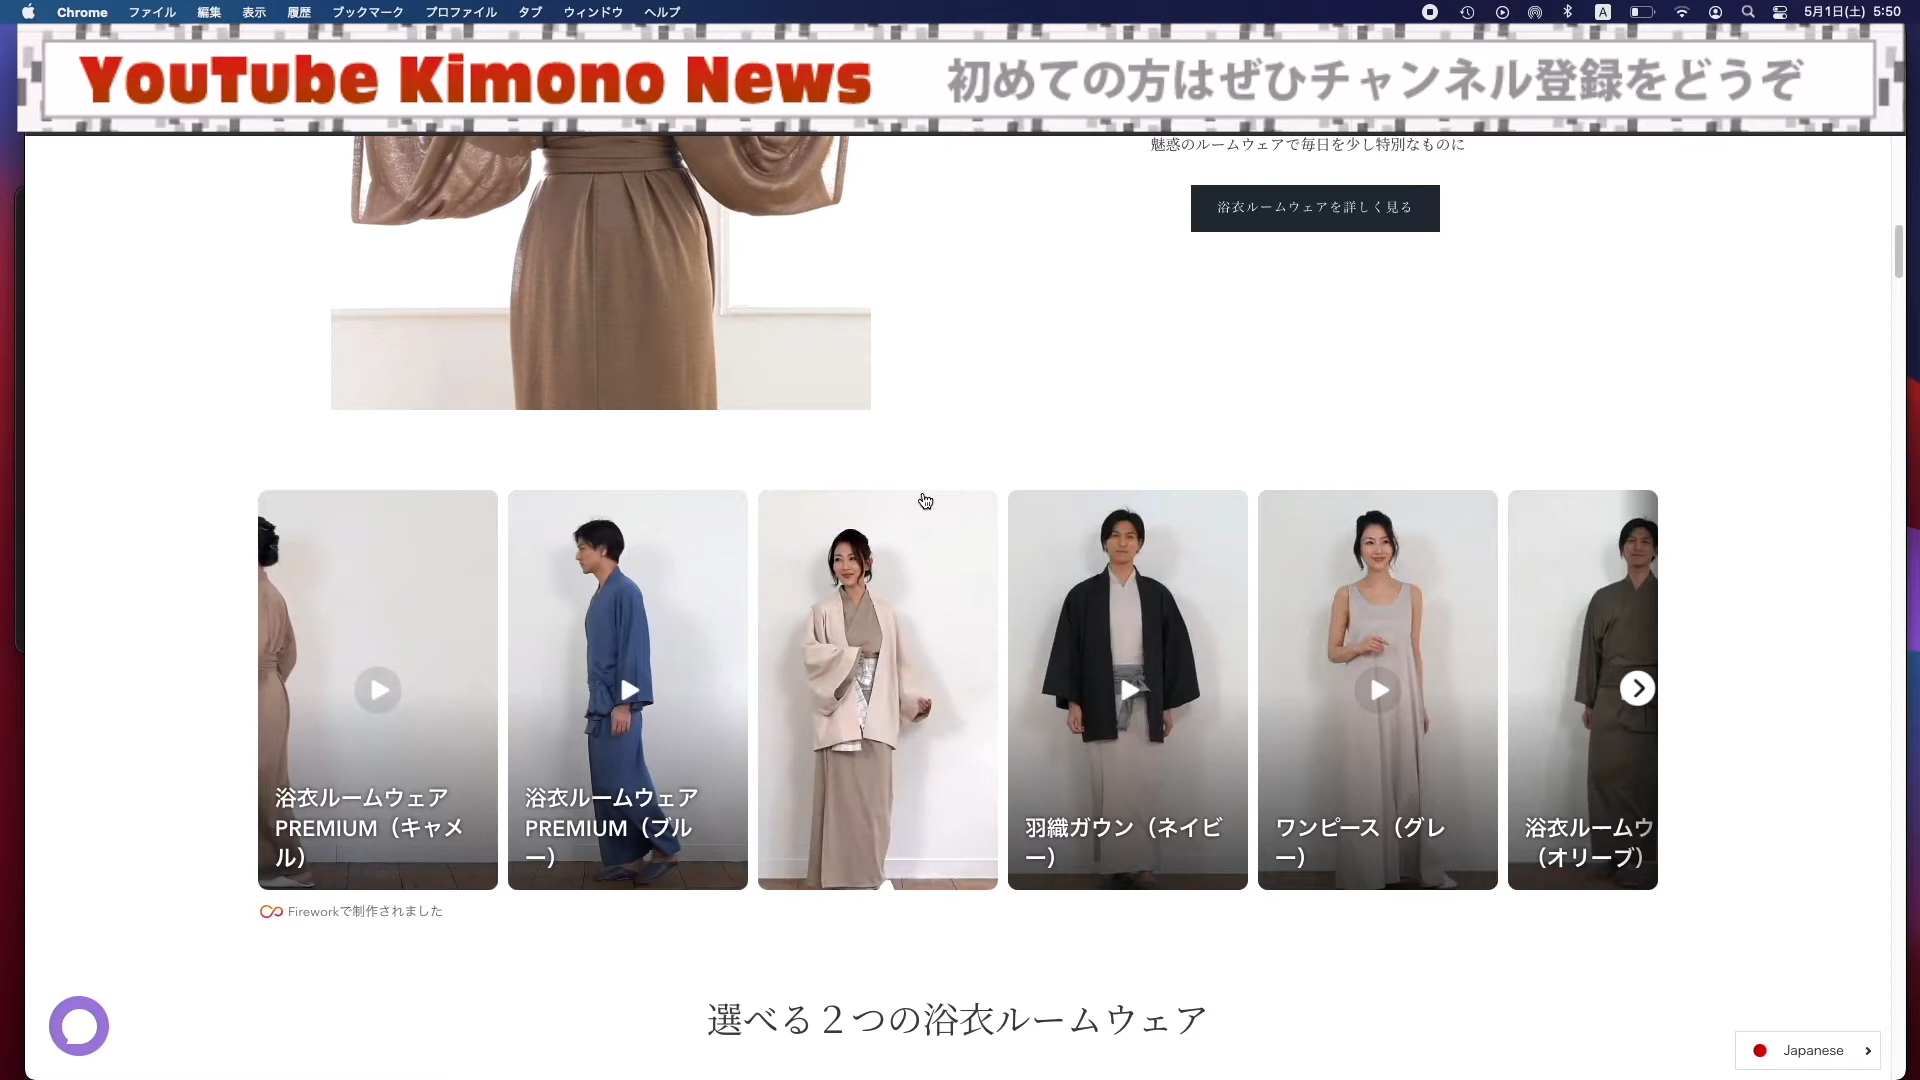 Chrome ファイル 編集 表示 履歴 ブックマーク プロファイル タブ ウィンドウ ヘルプ A 5月1日(土) 5:50
YouTube Kimono News 初めての方はぜひチャンネル登録をどうぞ
魅惑のルームウェアで毎日を少し特別なものに
浴衣ルームウェアを詳しく見る
浴衣ルームウェア
PREMIUM（キャメ
ル）
浴衣ルームウェア
PREMIUM（ブル
ー）
羽織ガウン（ネイビ
ー）
ワンピース（グレ
ー）
浴衣ルームウ
（オリーブ）
Fireworkで制作されました
選べる２つの浴衣ルームウェア
Japanese